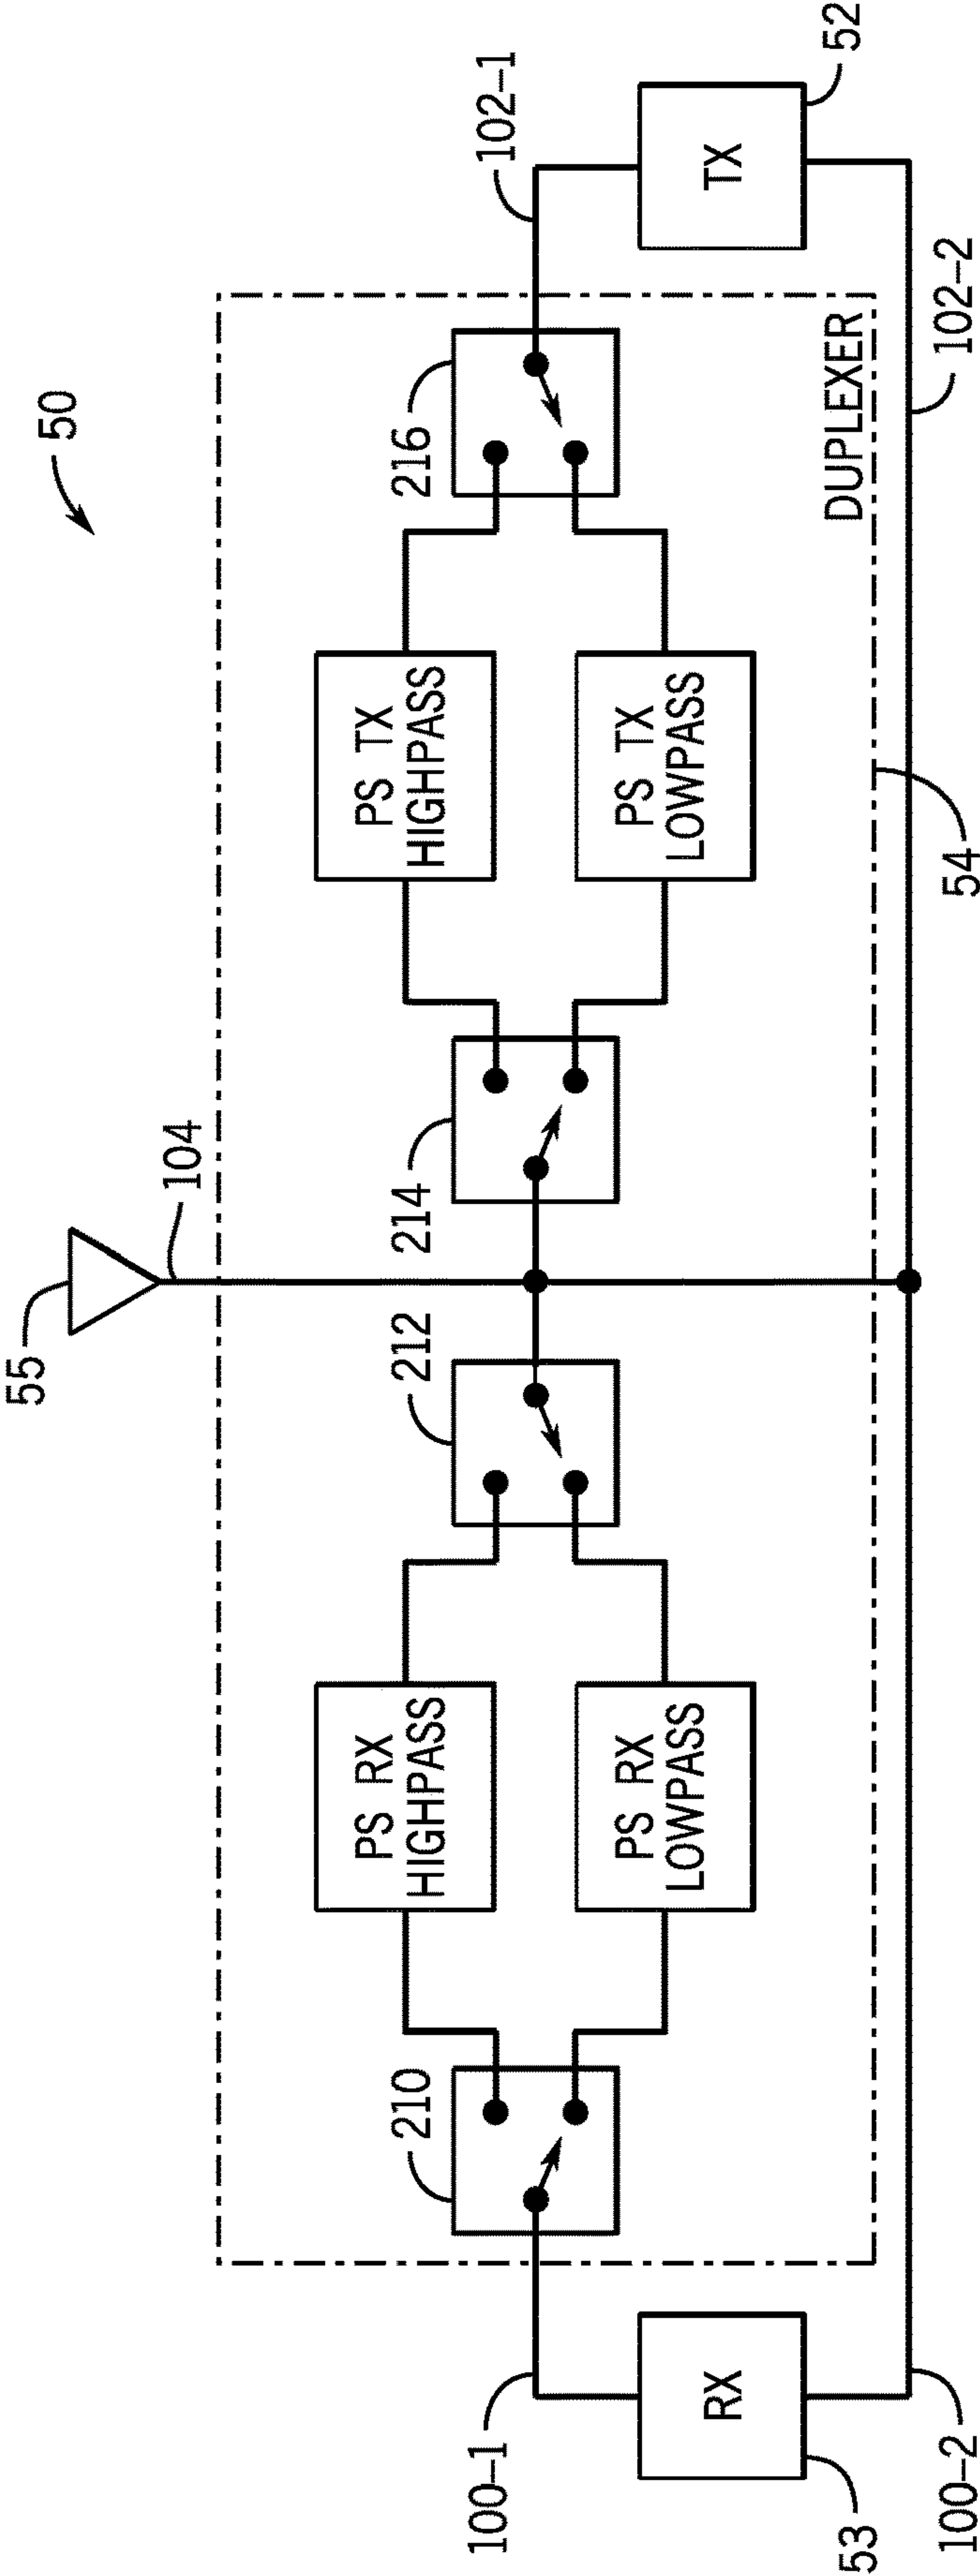 50
55
104
210
212
214
216
PS RX
HIGHPASS
PS TX
HIGHPASS
PS RX
LOWPASS
PS TX
LOWPASS
100–1
102–1
RX
TX
53
52
DUPLEXER
100–2
54
102–2